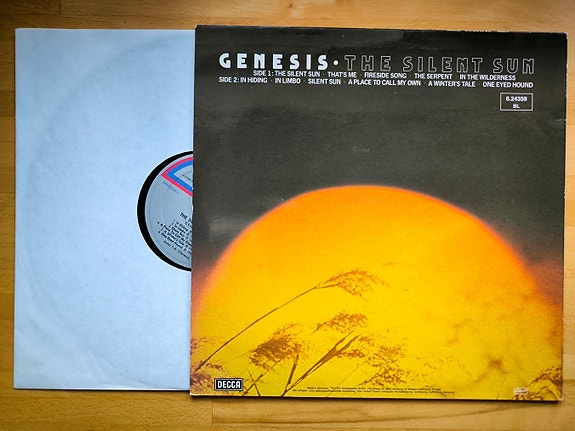 GENESIS • THE SILENT SUN
SIDE 1: THE SILENT SUN · THAT'S ME · FIRESIDE SONG · THE SERPENT · IN THE WILDERNESS
SIDE 2: IN HIDING · IN LIMBO · SILENT SUN · A PLACE TO CALL MY OWN · A WINTER'S TALE · ONE EYED HOUND
6.24359
BL
DECCA